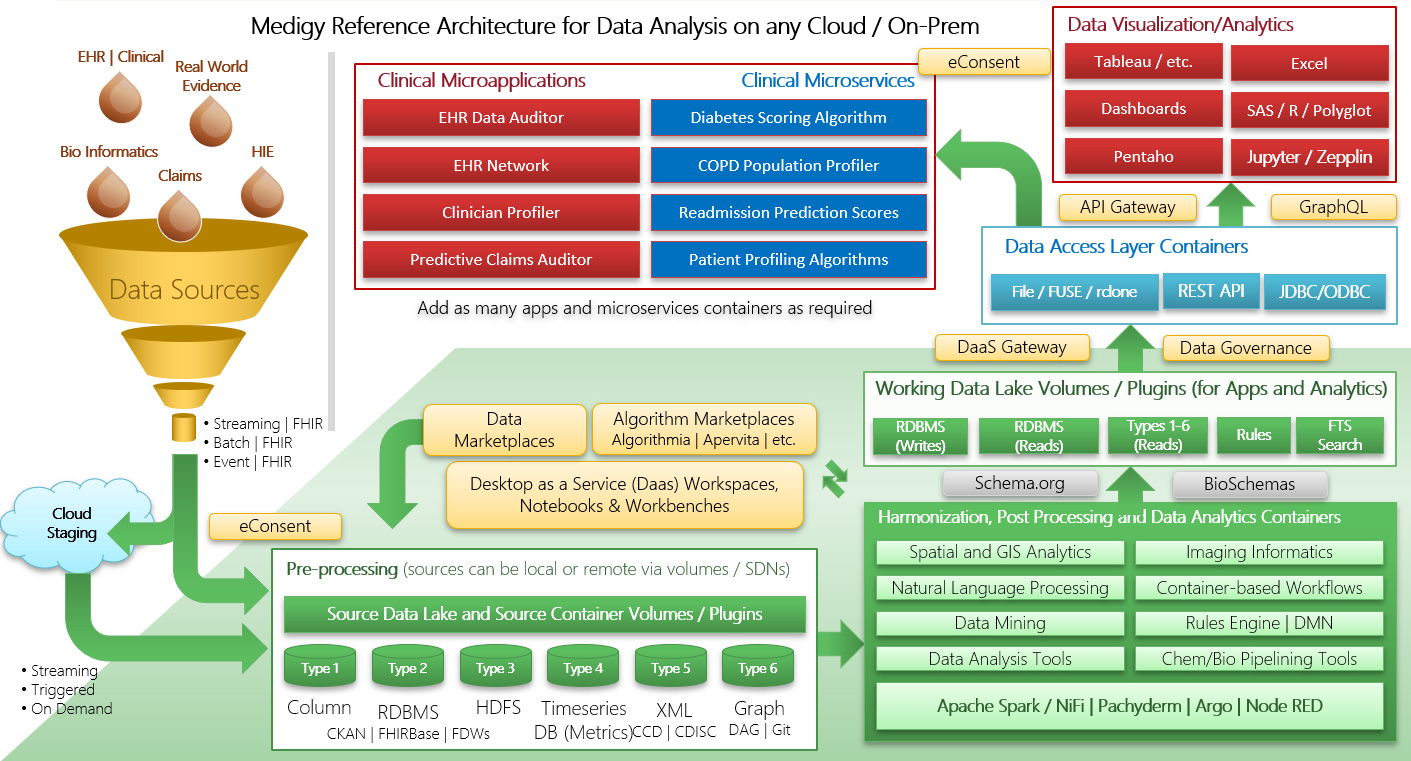 Medigy Reference Architecture for Data Analysis on any Cloud / On-Prem
EHR | Clinical
Real World
Evidence
Bio Informatics
Claims
HIE
Data Sources
• Streaming | FHIR
• Batch | FHIR
• Event | FHIR
Cloud
Staging
eConsent
• Streaming
• Triggered
• On Demand
Clinical Microapplications
Clinical Microservices
EHR Data Auditor
Diabetes Scoring Algorithm
EHR Network
COPD Population Profiler
Clinician Profiler
Readmission Prediction Scores
Predictive Claims Auditor
Patient Profiling Algorithms
Add as many apps and microservices containers as required
eConsent
Data Visualization/Analytics
Tableau / etc.
Excel
Dashboards
SAS / R / Polyglot
Pentaho
Jupyter / Zepplin
API Gateway
GraphQL
Data Access Layer Containers
File / FUSE / rclone
REST API
JDBC/ODBC
DaaS Gateway
Data Governance
Working Data Lake Volumes / Plugins (for Apps and Analytics)
RDBMS
(Writes)
RDBMS
(Reads)
Types 1-6
(Reads)
Rules
FTS
Search
Schema.org
BioSchemas
Data
Marketplaces
Algorithm Marketplaces
Algorithmia | Apervita | etc.
Desktop as a Service (Daas) Workspaces,
Notebooks & Workbenches
Pre-processing (sources can be local or remote via volumes / SDNs)
Source Data Lake and Source Container Volumes / Plugins
Type 1
Type 2
Type 3
Type 4
Type 5
Type 6
Column
RDBMS
HDFS
Timeseries
DB (Metrics)
XML
Graph
CKAN | FHIRBase | FDWs
CCD | CDISC
DAG | Git
Harmonization, Post Processing and Data Analytics Containers
Spatial and GIS Analytics
Imaging Informatics
Natural Language Processing
Container-based Workflows
Data Mining
Rules Engine | DMN
Data Analysis Tools
Chem/Bio Pipelining Tools
Apache Spark / NiFi | Pachyderm | Argo | Node RED